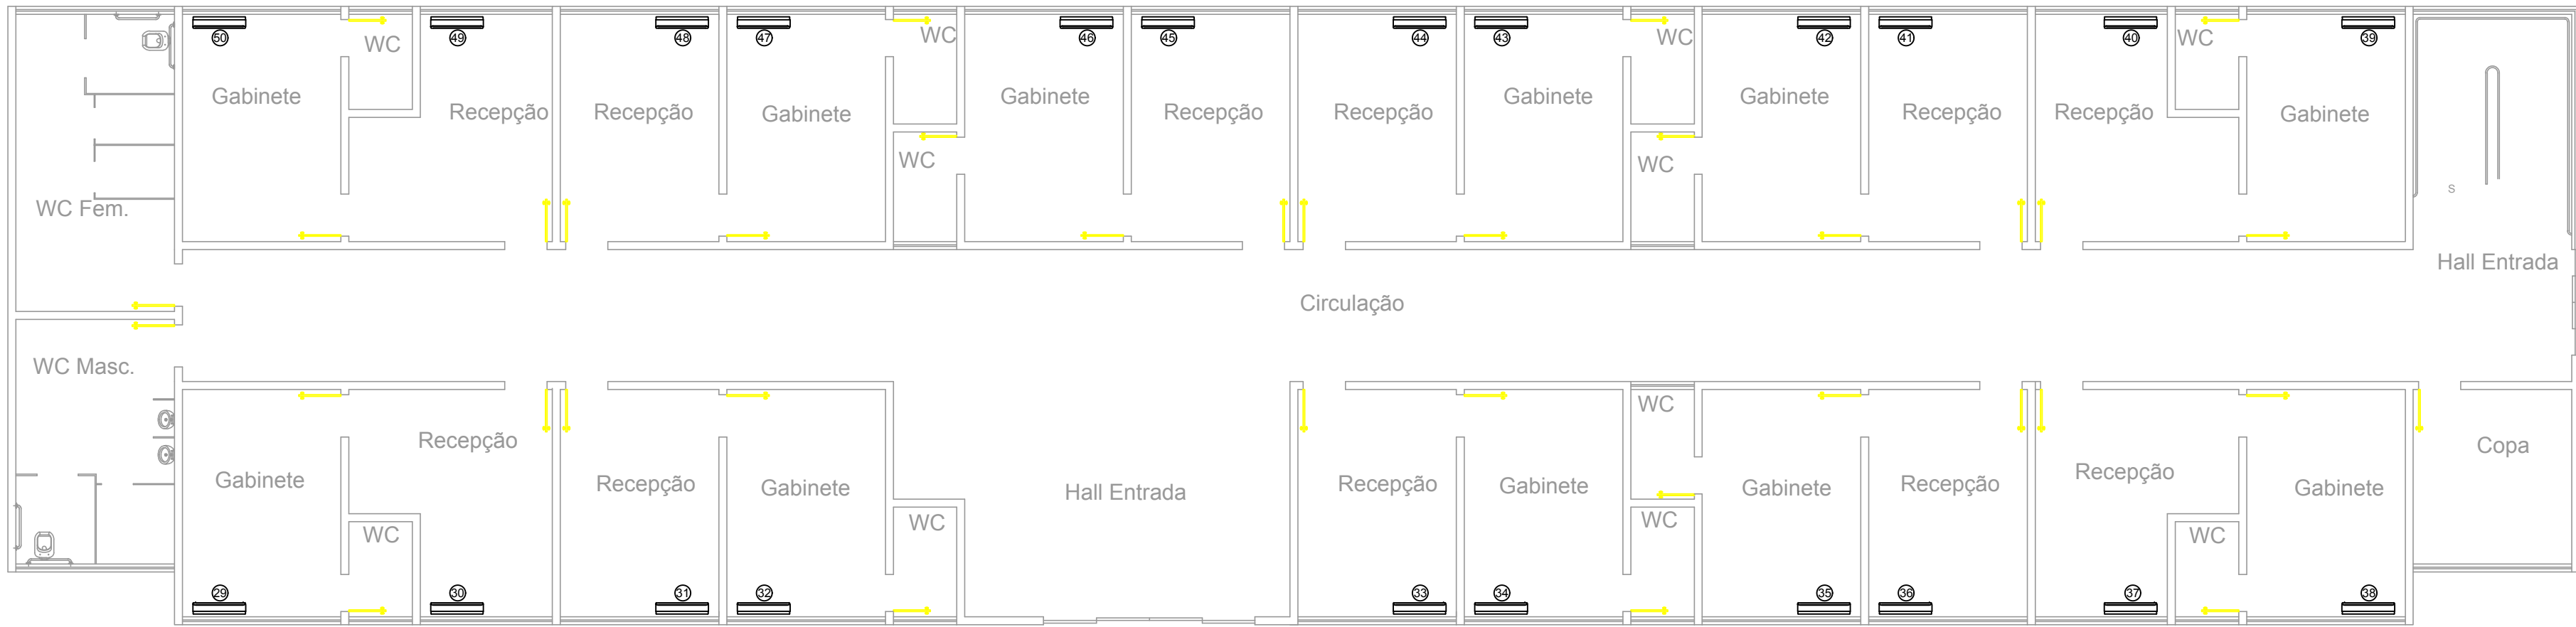 50
49
48
47
46
45
44
43
42
41
40
39
WC
WC
WC
WC
Gabinete
Recepção
Recepção
Gabinete
Gabinete
Recepção
Recepção
Gabinete
Gabinete
Recepção
Recepção
Gabinete
WC
WC
S
WC Fem.
Hall Entrada
Circulação
WC Masc.
WC
Recepção
Recepção
Copa
Gabinete
Recepção
Gabinete
Hall Entrada
Recepção
Gabinete
Gabinete
Recepção
Gabinete
WC
WC
WC
WC
29
30
31
32
33
34
35
36
37
38